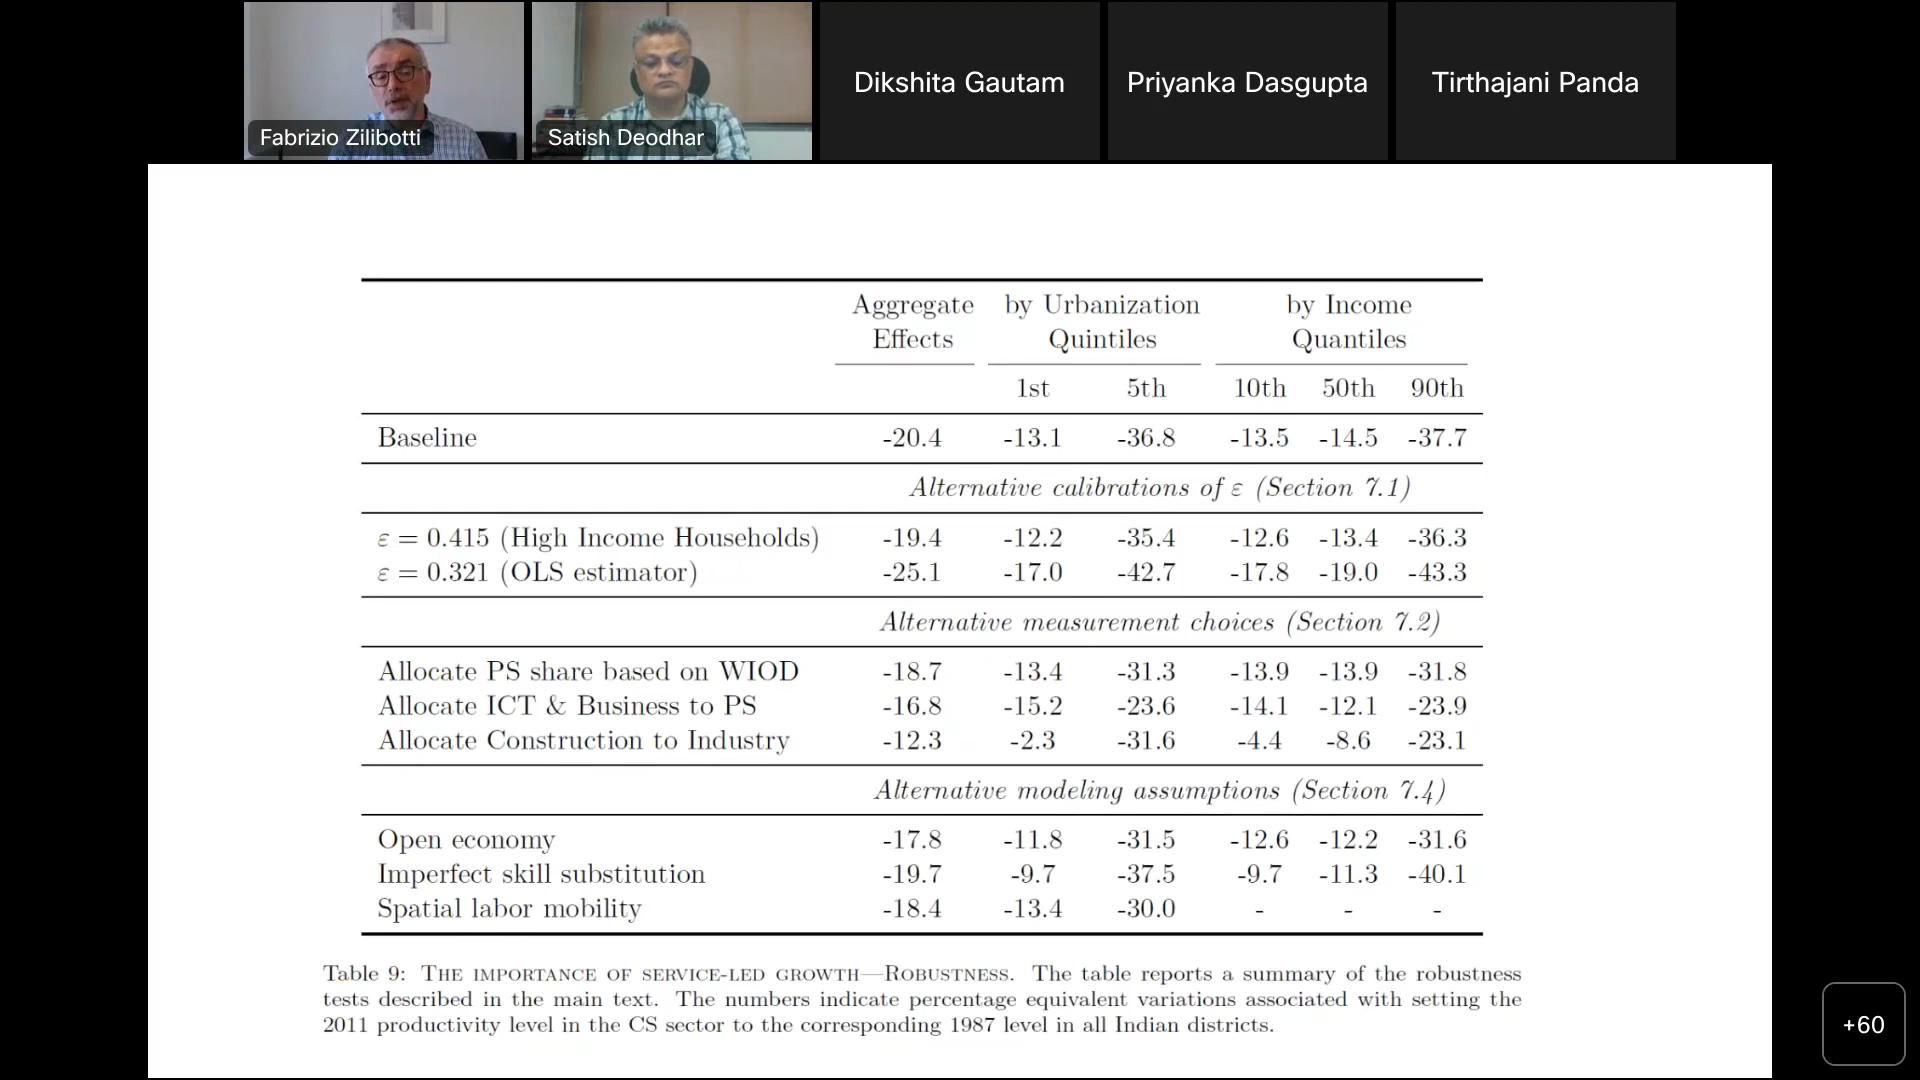 Fabrizio Zilibotti
Satish Deodhar
Dikshita Gautam
Priyanka Dasgupta
Tirthajani Panda
Aggregate Effects by Urbanization Quintiles by Income Quantiles
1st 5th 10th 50th 90th
Baseline -20.4 -13.1 -36.8 -13.5 -14.5 -37.7
Alternative calibrations of ε (Section 7.1)
ε = 0.415 (High Income Households) -19.4 -12.2 -35.4 -12.6 -13.4 -36.3
ε = 0.321 (OLS estimator) -25.1 -17.0 -42.7 -17.8 -19.0 -43.3
Alternative measurement choices (Section 7.2)
Allocate PS share based on WIOD -18.7 -13.4 -31.3 -13.9 -13.9 -31.8
Allocate ICT & Business to PS -16.8 -15.2 -23.6 -14.1 -12.1 -23.9
Allocate Construction to Industry -12.3 -2.3 -31.6 -4.4 -8.6 -23.1
Alternative modeling assumptions (Section 7.4)
Open economy -17.8 -11.8 -31.5 -12.6 -12.2 -31.6
Imperfect skill substitution -19.7 -9.7 -37.5 -9.7 -11.3 -40.1
Spatial labor mobility -18.4 -13.4 -30.0 - - -
Table 9: THE IMPORTANCE OF SERVICE-LED GROWTH—ROBUSTNESS. The table reports a summary of the robustness
tests described in the main text. The numbers indicate percentage equivalent variations associated with setting the
2011 productivity level in the CS sector to the corresponding 1987 level in all Indian districts.
+60